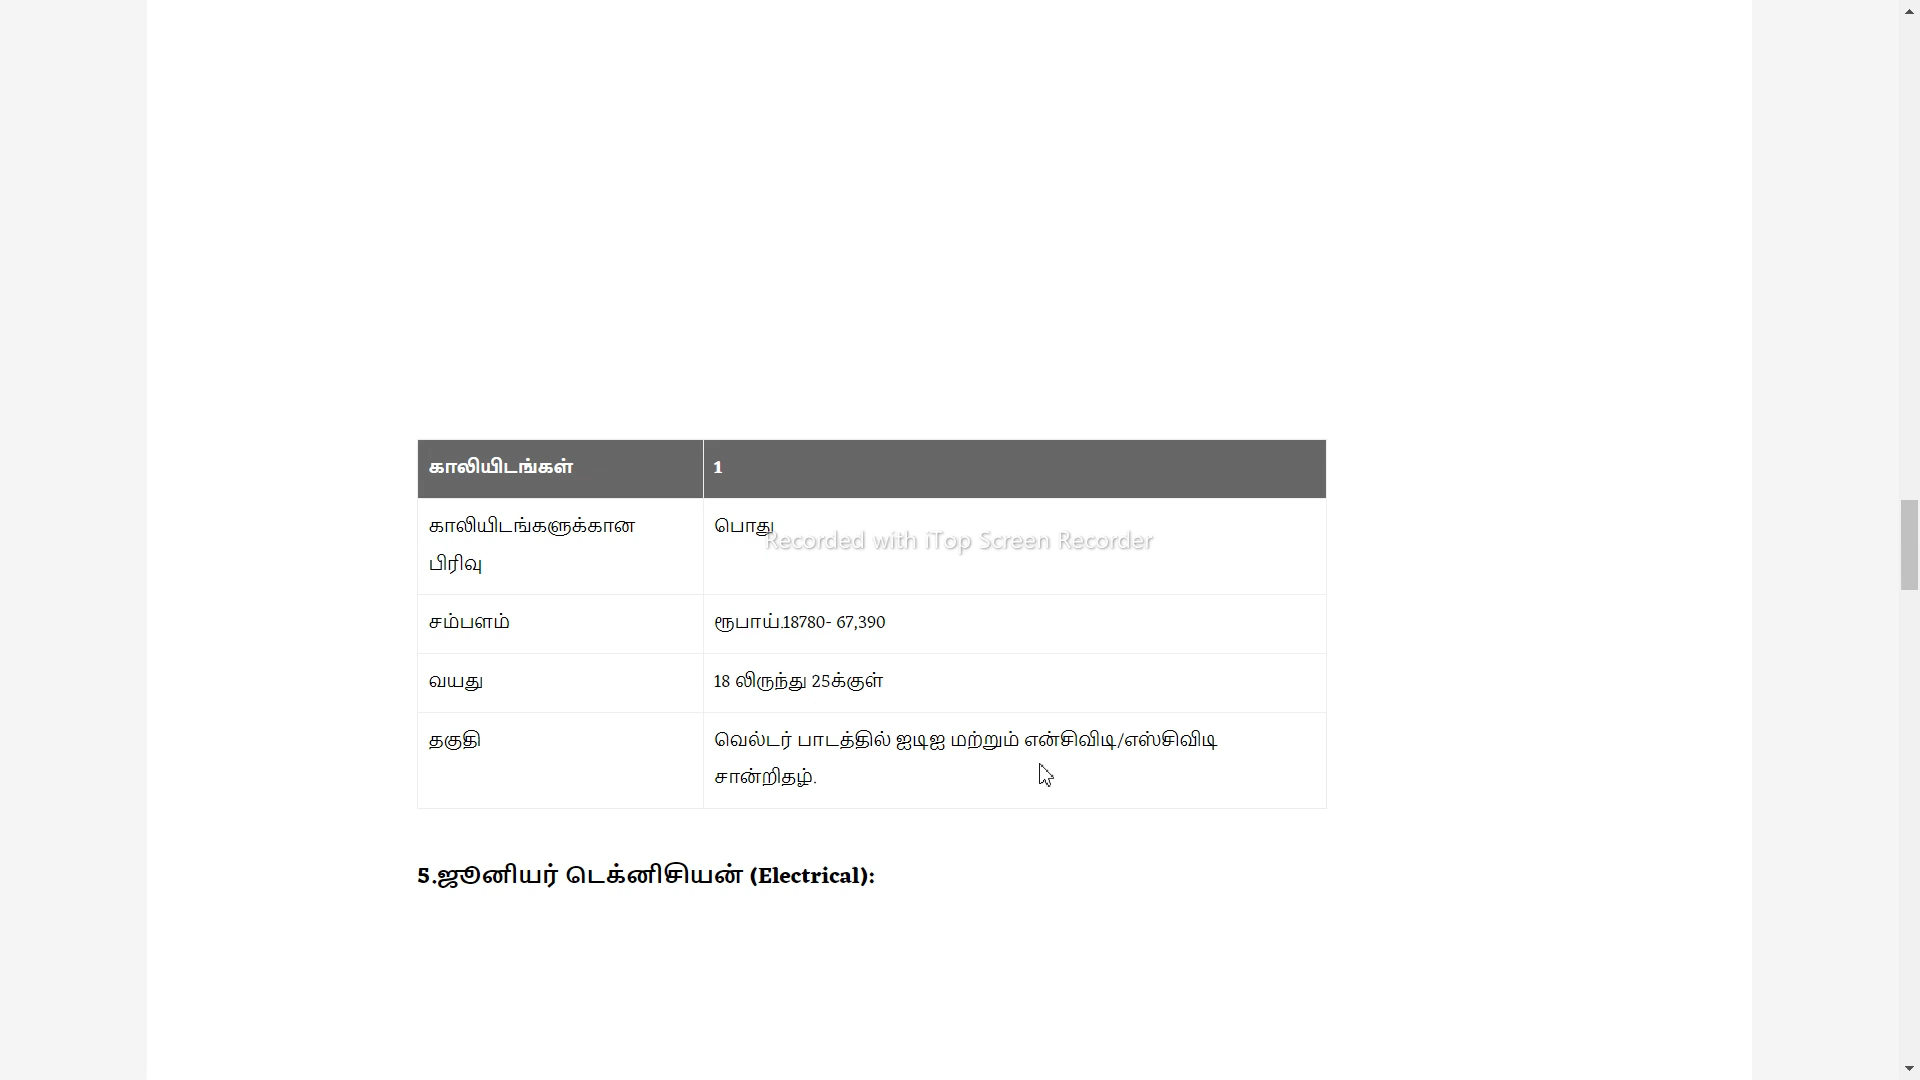 காலியிடங்கள் 1
காலியிடங்களுக்கான பொது
பிரிவு
Recorded with iTop Screen Recorder
சம்பளம் ரூபாய்.18780- 67,390
வயது 18 லிருந்து 25க்குள்
தகுதி வெல்டர் பாடத்தில் ஐடிஐ மற்றும் என்சிவிடி/எஸ்சிவிடி
சான்றிதழ்.
5.ஜூனியர் டெக்னிசியன் (Electrical):